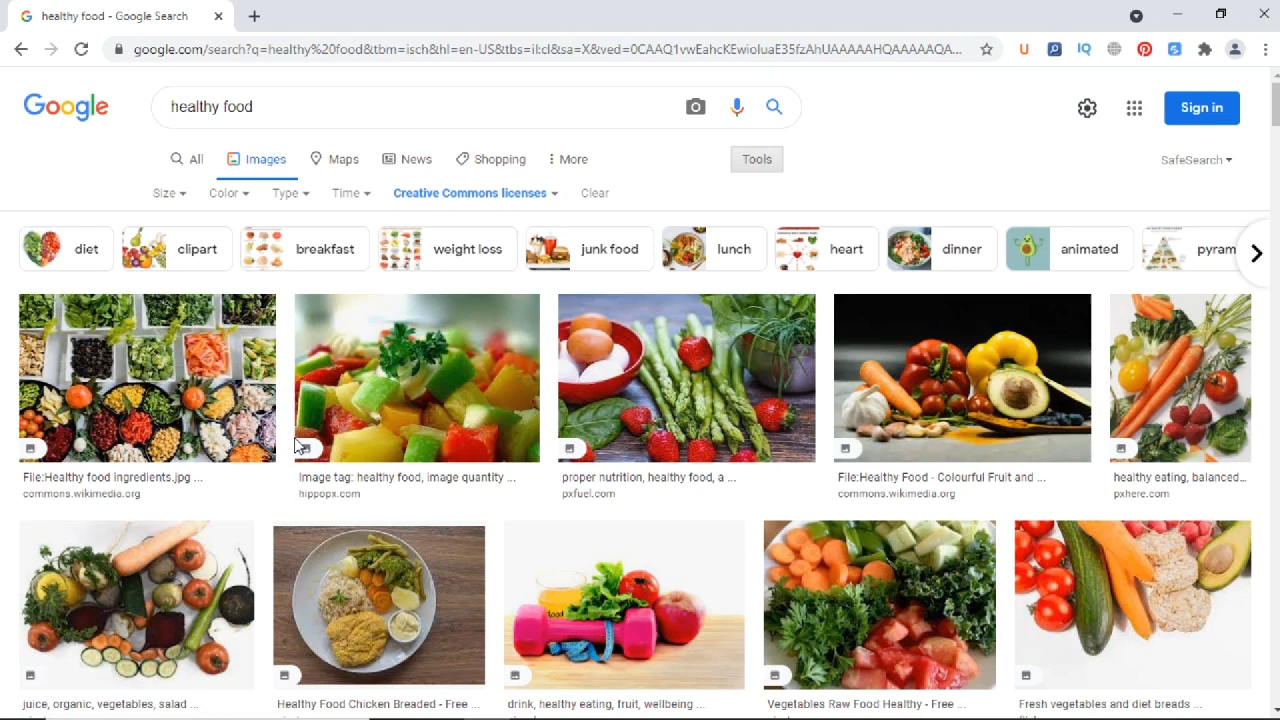 healthy food - Google Search
google.com/search?q=healthy%20food&tbm=isch&hl=en-US&tbs=il:cl&sa=X&ved=0CAAQ1vwEahcKEwioIuaE35fzAhUAAAAAHQAAAAAQA...
U IQ
Google
healthy food
Sign in
All Images Maps News Shopping More Tools SafeSearch
Size Color Type Time Creative Commons licenses Clear
diet clipart breakfast weight loss junk food lunch heart dinner animated pyram
File:Healthy food ingredients.jpg ... Image tag: healthy food, image quantity ... proper nutrition, healthy food, a ... File:Healthy Food - Colourful Fruit and ... healthy eating, balanced...
commons.wikimedia.org hippopx.com pxfuel.com commons.wikimedia.org pxhere.com
juice, organic, vegetables, salad ... Healthy Food Chicken Breaded - Free ... drink, healthy eating, fruit, wellbeing ... Vegetables Raw Food Healthy - Free ... Fresh vegetables and diet breads ...